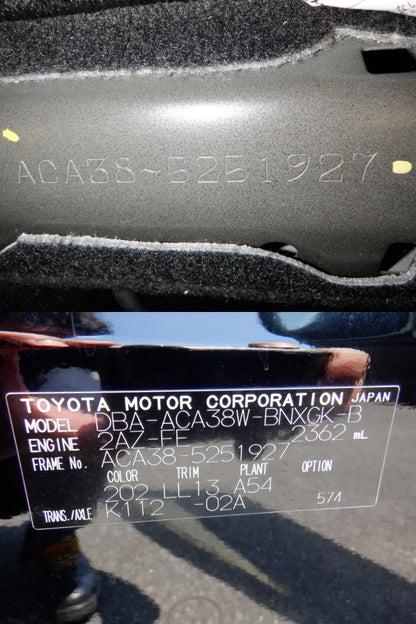 ACA38-5251927
TOYOTA MOTOR CORPORATION JAPAN
MODEL DBA-ACA38W-BNXGK-B
ENGINE 2AZ-FE 2362 mL
FRAME No. ACA38-5251927
COLOR TRIM PLANT OPTION
202 LL13 A54 574
TRANS./AXLE K112 -02A